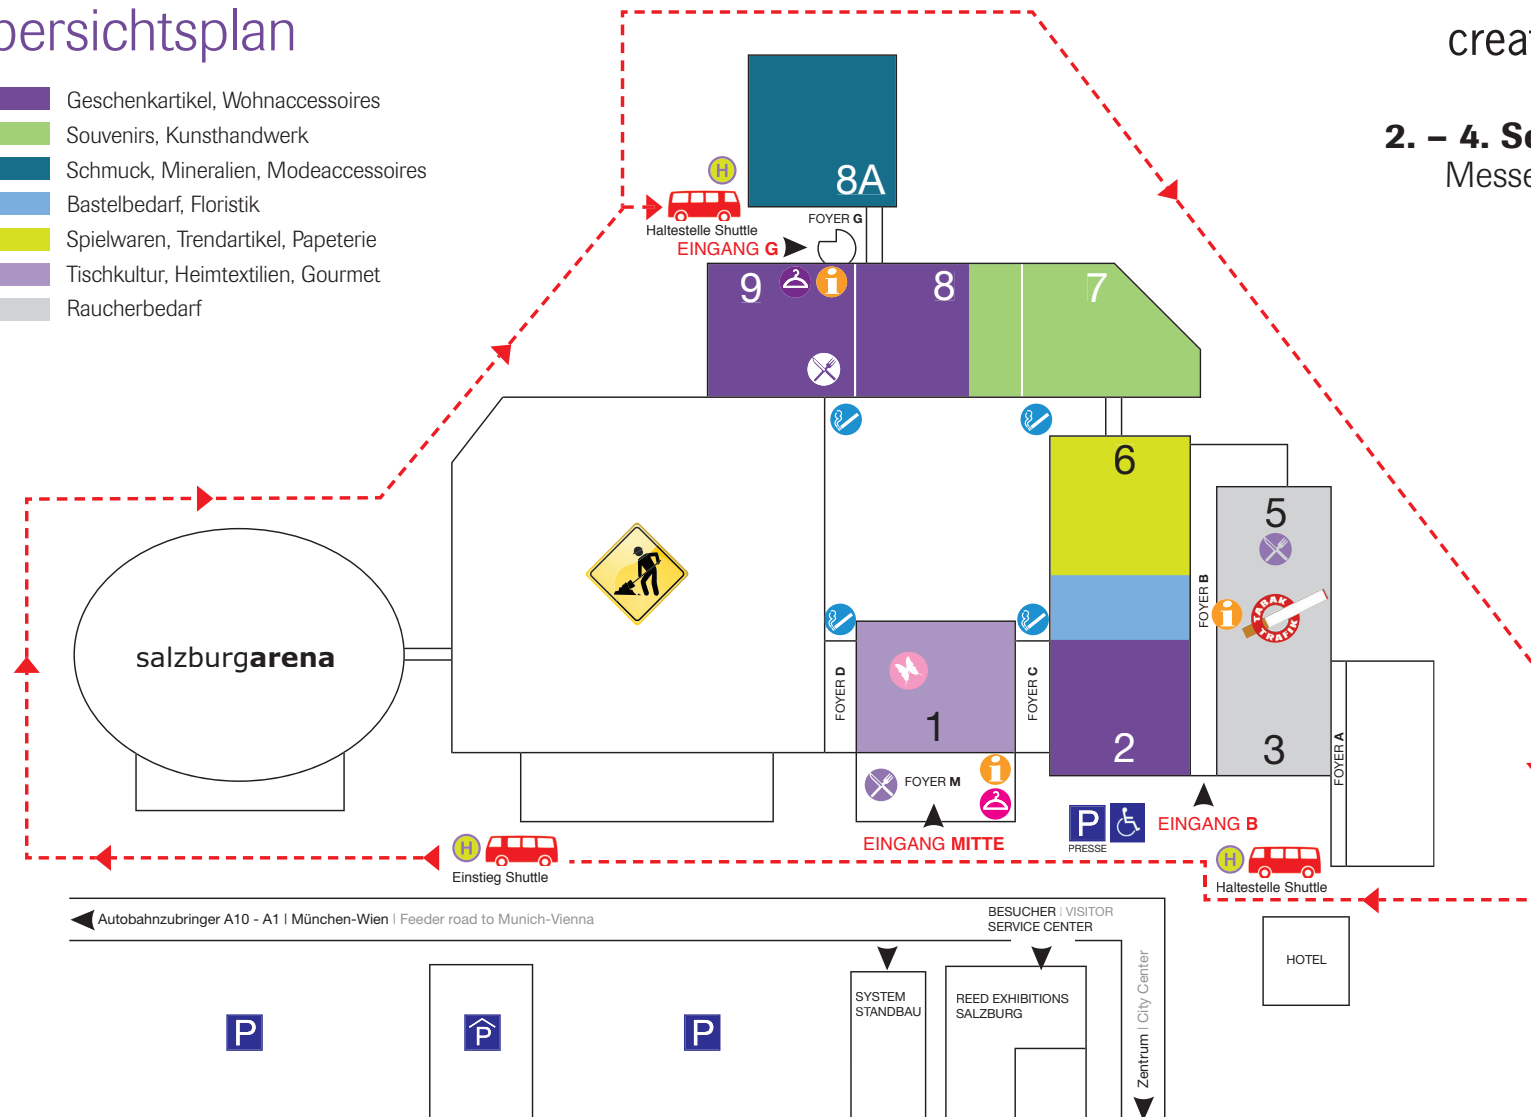 bersichtsplan
creat
Geschenkartikel, Wohnaccessoires
Souvenirs, Kunsthandwerk
Schmuck, Mineralien, Modeaccessoires
Bastelbedarf, Floristik
Spielwaren, Trendartikel, Papeterie
Tischkultur, Heimtextilien, Gourmet
Raucherbedarf
2. – 4. Se
Messe
8A
H
Haltestelle Shuttle
FOYER G
EINGANG G
9
i
8
7
6
5
FOYER B
i
TABAK
TRAFIK
salzburgarena
FOYER D
1
FOYER C
2
3
FOYER A
FOYER M
i
EINGANG MITTE
P
PRESSE
EINGANG B
H
Einstieg Shuttle
H
Haltestelle Shuttle
Autobahnzubringer A10 - A1 | München-Wien | Feeder road to Munich-Vienna
BESUCHER | VISITOR
SERVICE CENTER
HOTEL
SYSTEM
STANDBAU
REED EXHIBITIONS
SALZBURG
Zentrum | City Center
P
P
P